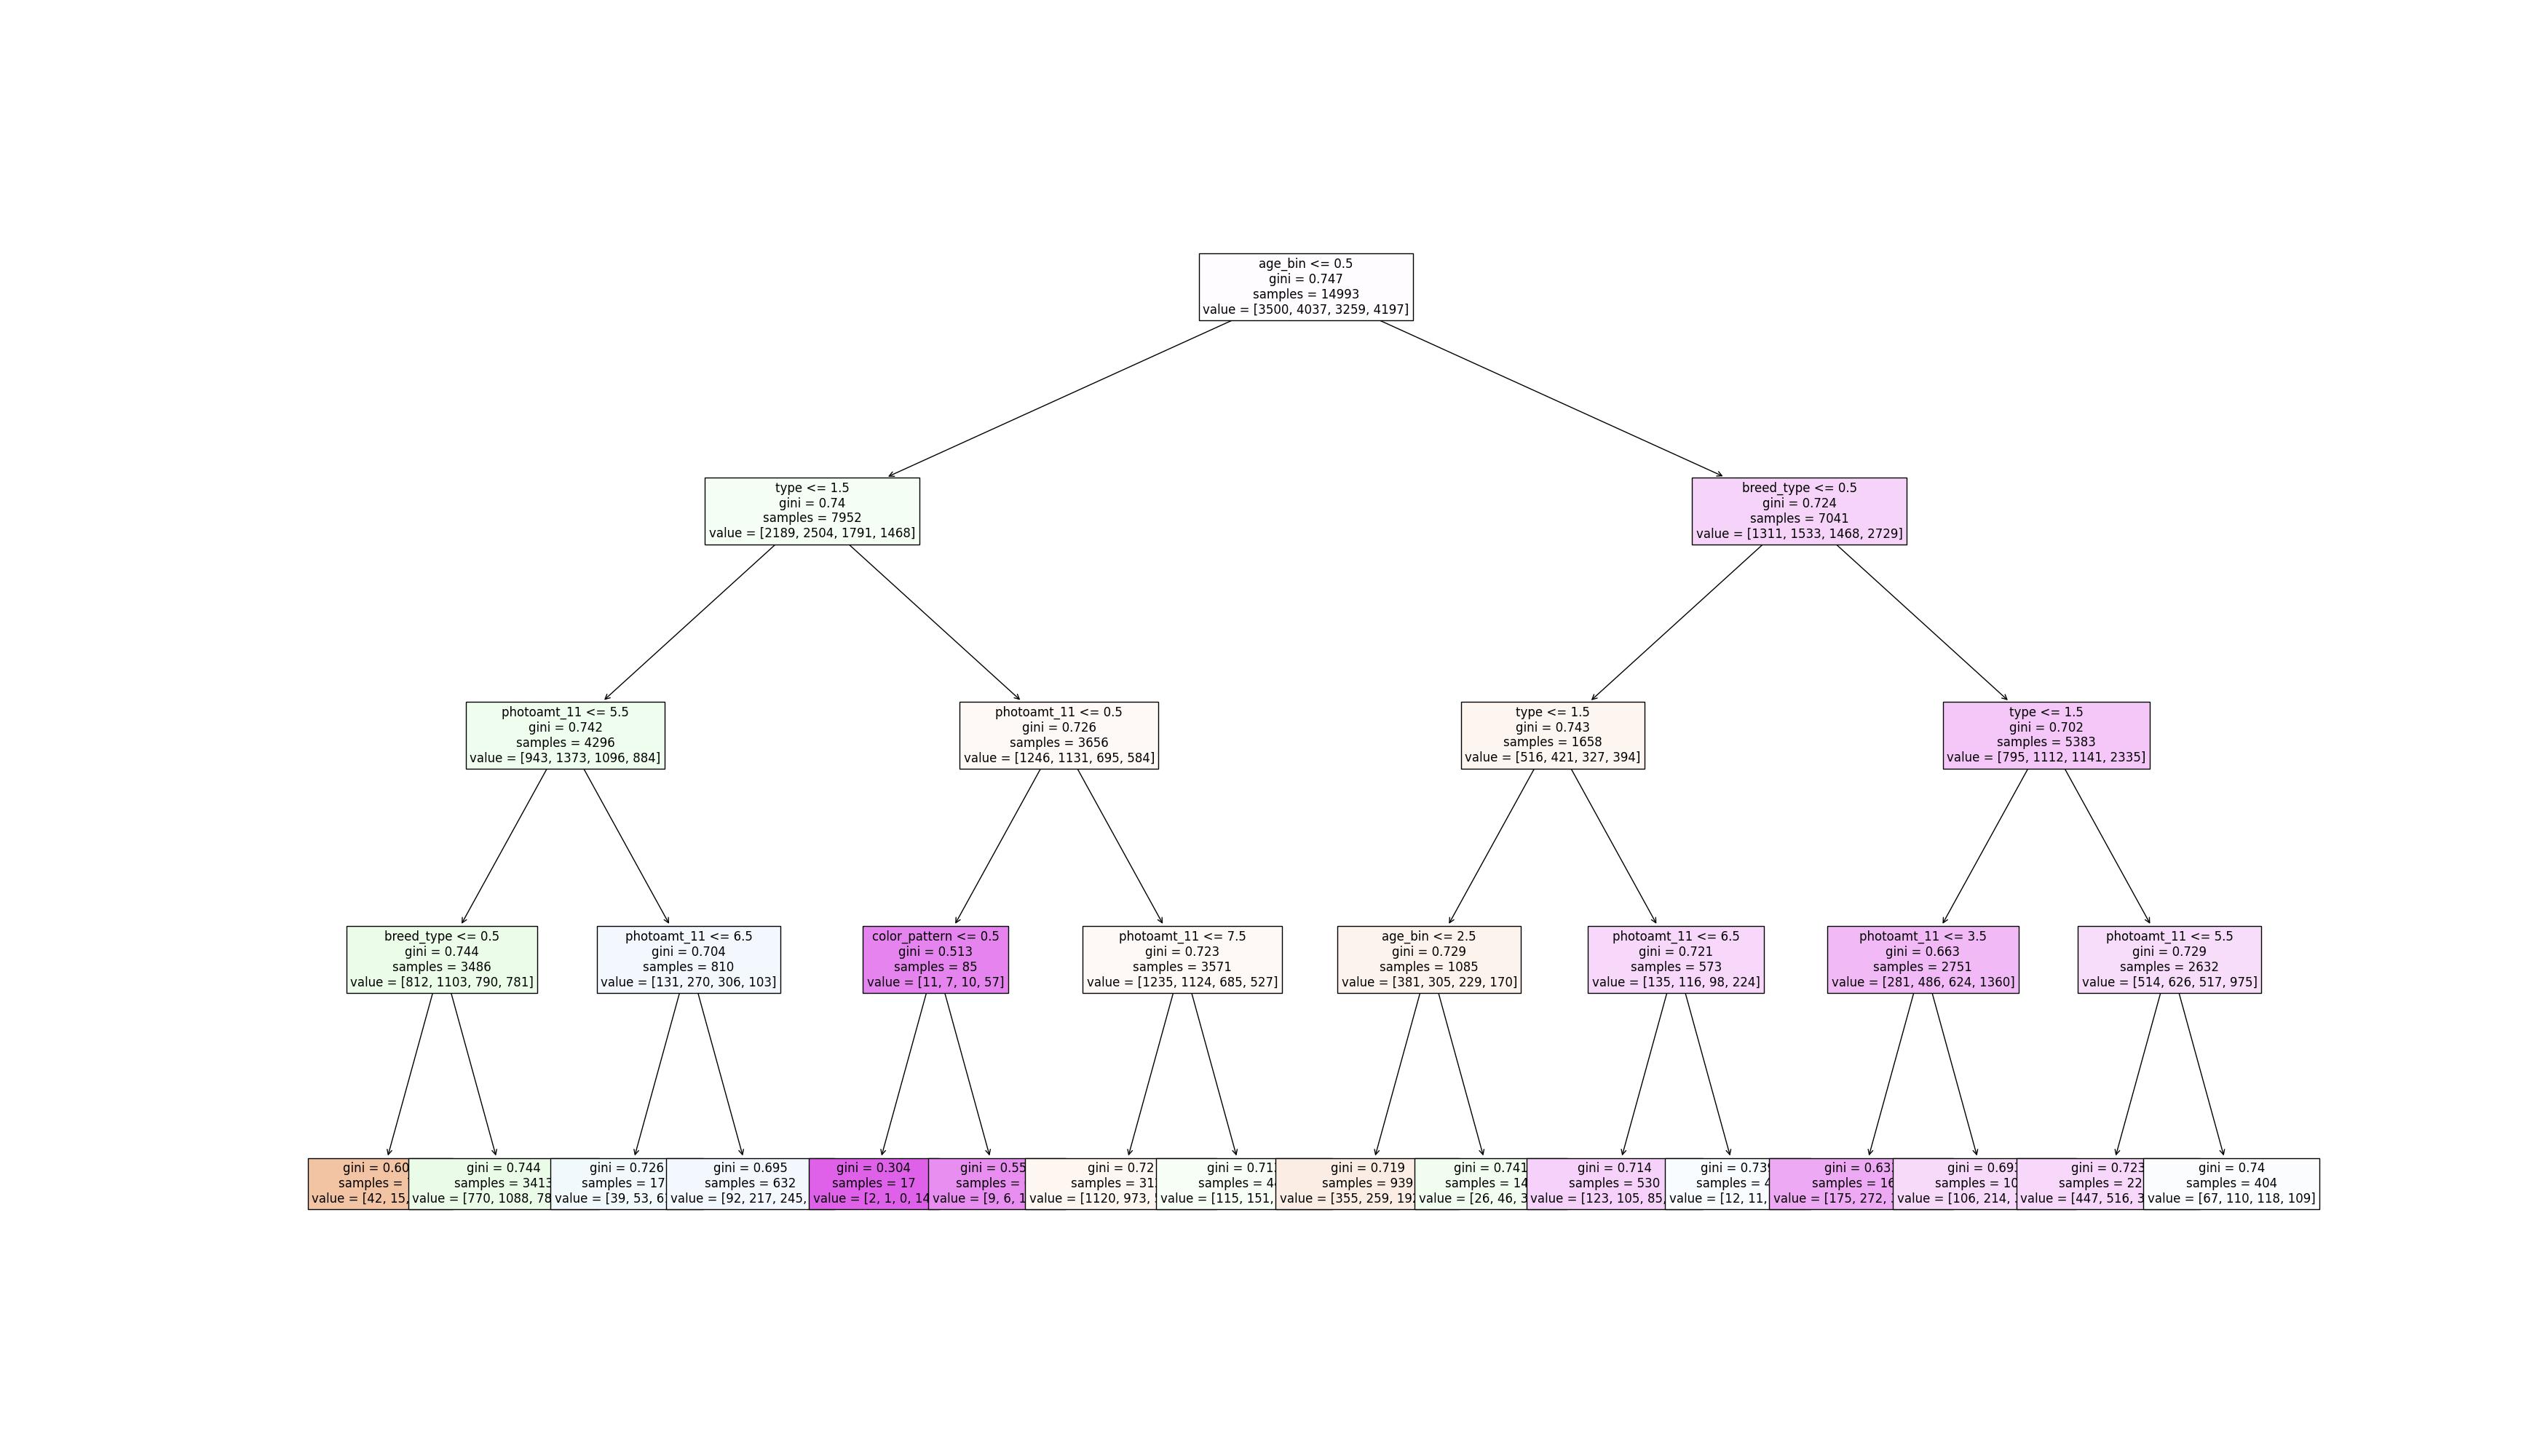 age_bin <= 0.5
gini = 0.747
samples = 14993
value = [3500, 4037, 3259, 4197]
type <= 1.5
gini = 0.74
samples = 7952
value = [2189, 2504, 1791, 1468]
breed_type <= 0.5
gini = 0.724
samples = 7041
value = [1311, 1533, 1468, 2729]
photoamt_11 <= 5.5
gini = 0.742
samples = 4296
value = [943, 1373, 1096, 884]
photoamt_11 <= 0.5
gini = 0.726
samples = 3656
value = [1246, 1131, 695, 584]
type <= 1.5
gini = 0.743
samples = 1658
value = [516, 421, 327, 394]
type <= 1.5
gini = 0.702
samples = 5383
value = [795, 1112, 1141, 2335]
breed_type <= 0.5
gini = 0.744
samples = 3486
value = [812, 1103, 790, 781]
photoamt_11 <= 6.5
gini = 0.704
samples = 810
value = [131, 270, 306, 103]
color_pattern <= 0.5
gini = 0.513
samples = 85
value = [11, 7, 10, 57]
photoamt_11 <= 7.5
gini = 0.723
samples = 3571
value = [1235, 1124, 685, 527]
age_bin <= 2.5
gini = 0.729
samples = 1085
value = [381, 305, 229, 170]
photoamt_11 <= 6.5
gini = 0.721
samples = 573
value = [135, 116, 98, 224]
photoamt_11 <= 3.5
gini = 0.663
samples = 2751
value = [281, 486, 624, 1360]
photoamt_11 <= 5.5
gini = 0.729
samples = 2632
value = [514, 626, 517, 975]
gini = 0.60
samples =
value = [42, 15,
gini = 0.744
samples = 3413
value = [770, 1088, 78
gini = 0.726
samples = 17
value = [39, 53, 6
gini = 0.695
samples = 632
value = [92, 217, 245,
gini = 0.304
samples = 17
value = [2, 1, 0, 14
gini = 0.55
samples =
value = [9, 6, 1
gini = 0.72
samples = 31
value = [1120, 973,
gini = 0.71
samples = 4
value = [115, 151,
gini = 0.719
samples = 939
value = [355, 259, 19
gini = 0.741
samples = 14
value = [26, 46, 3
gini = 0.714
samples = 530
value = [123, 105, 85
gini = 0.739
samples = 4
value = [12, 11,
gini = 0.63
samples = 16
value = [175, 272,
gini = 0.69
samples = 10
value = [106, 214,
gini = 0.723
samples = 22
value = [447, 516, 3
gini = 0.74
samples = 404
value = [67, 110, 118, 109]